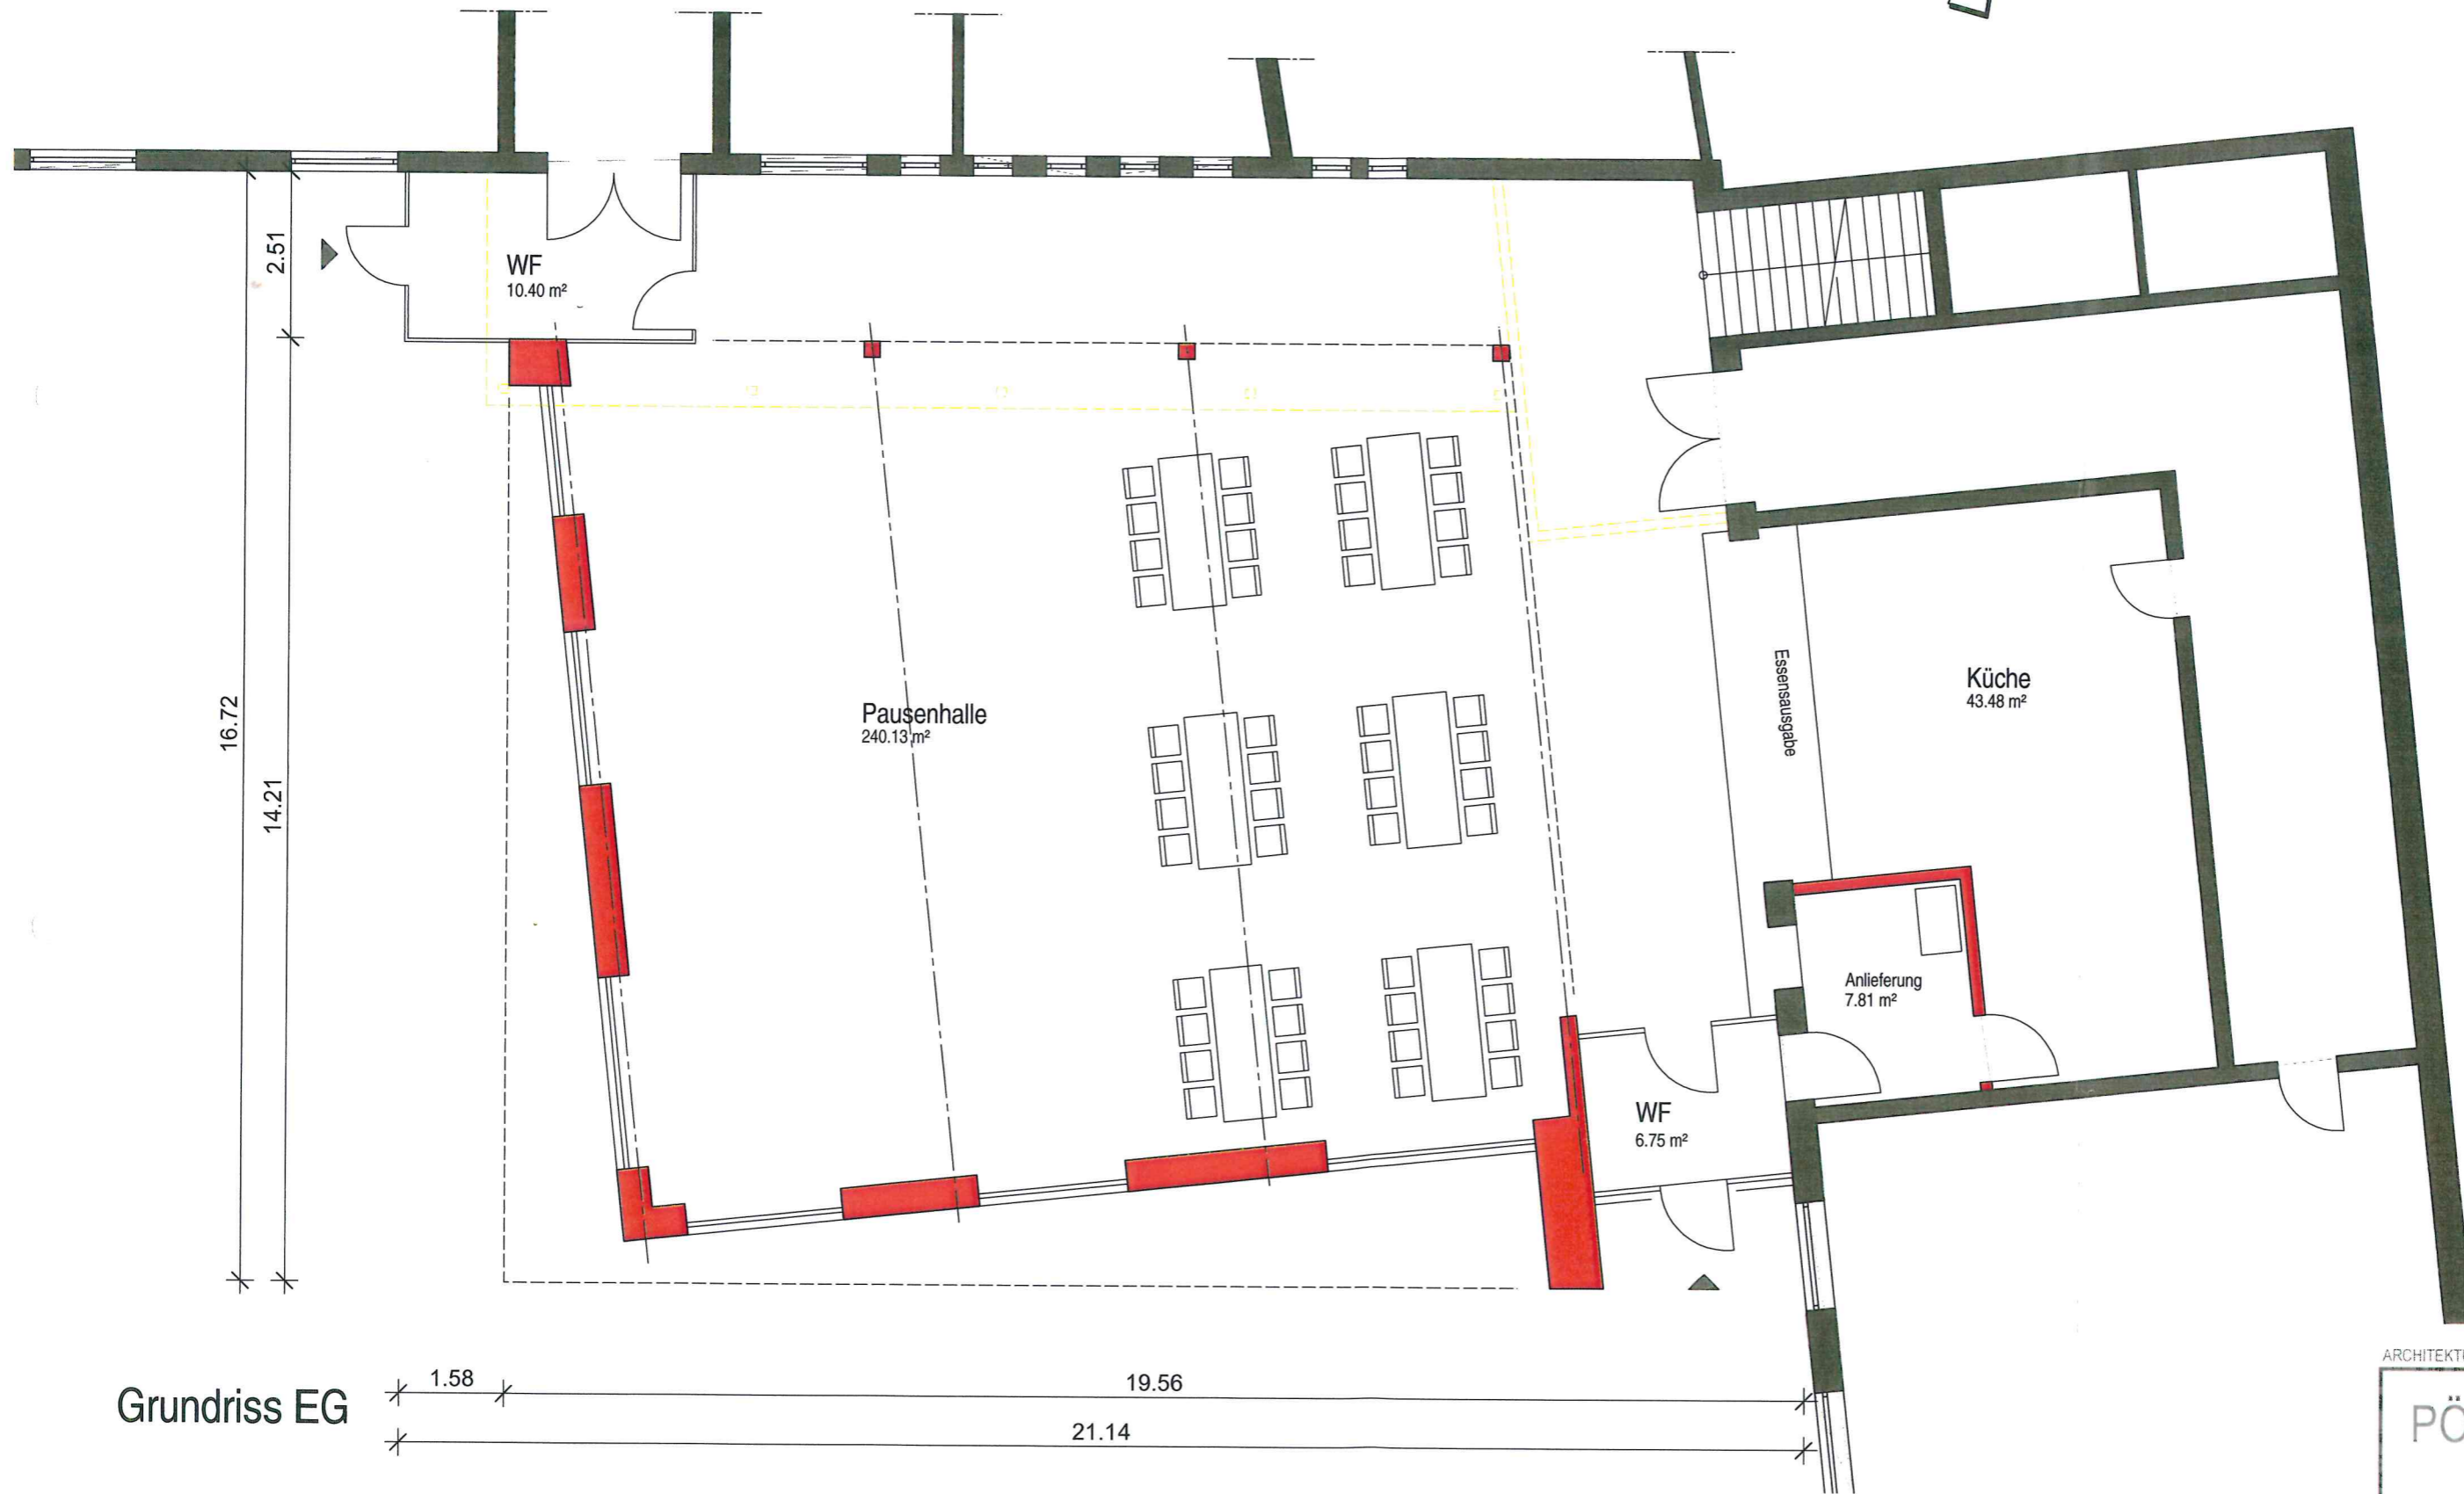 2.51
WF
10.40 m²
16.72
14.21
Pausenhalle
240.13 m²
Essensausgabe
Küche
43.48 m²
Anlieferung
7.81 m²
WF
6.75 m²
Grundriss EG
1.58
19.56
21.14